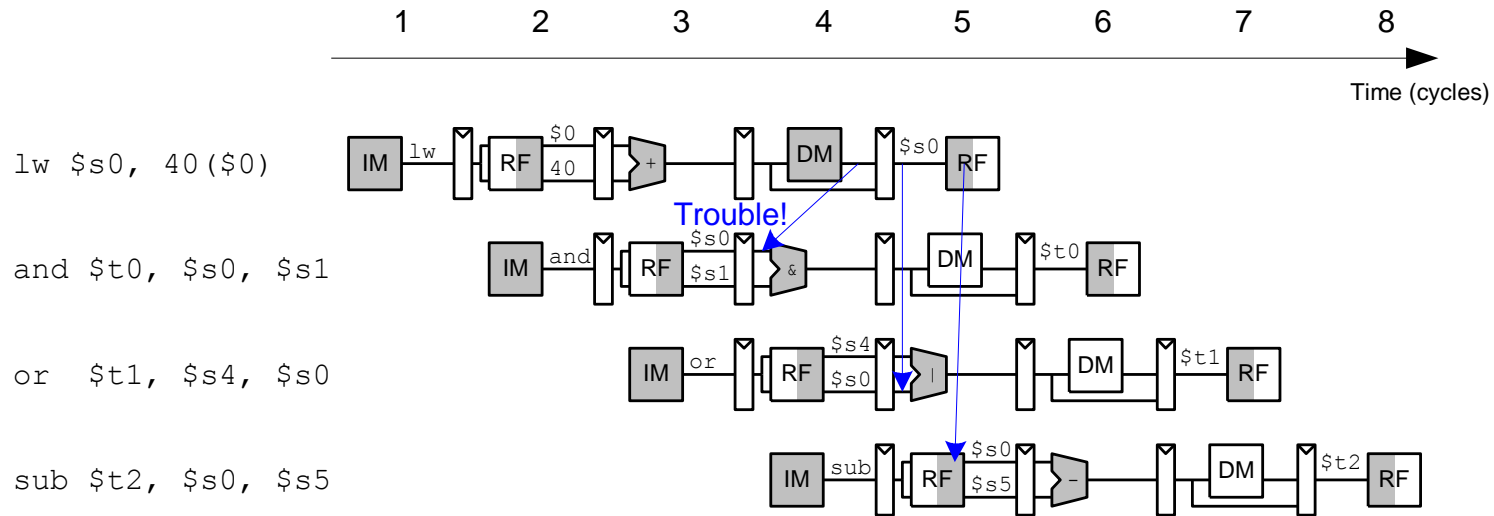 1 2 3 4 5 6 7 8
Time (cycles)
lw $s0, 40($0) IM lw RF $0 40 + DM $s0 RF
Trouble!
and $t0, $s0, $s1 IM and RF $s0 $s1 & DM $t0 RF
or $t1, $s4, $s0 IM or RF $s4 $s0 | DM $t1 RF
sub $t2, $s0, $s5 IM sub RF $s0 $s5 - DM $t2 RF